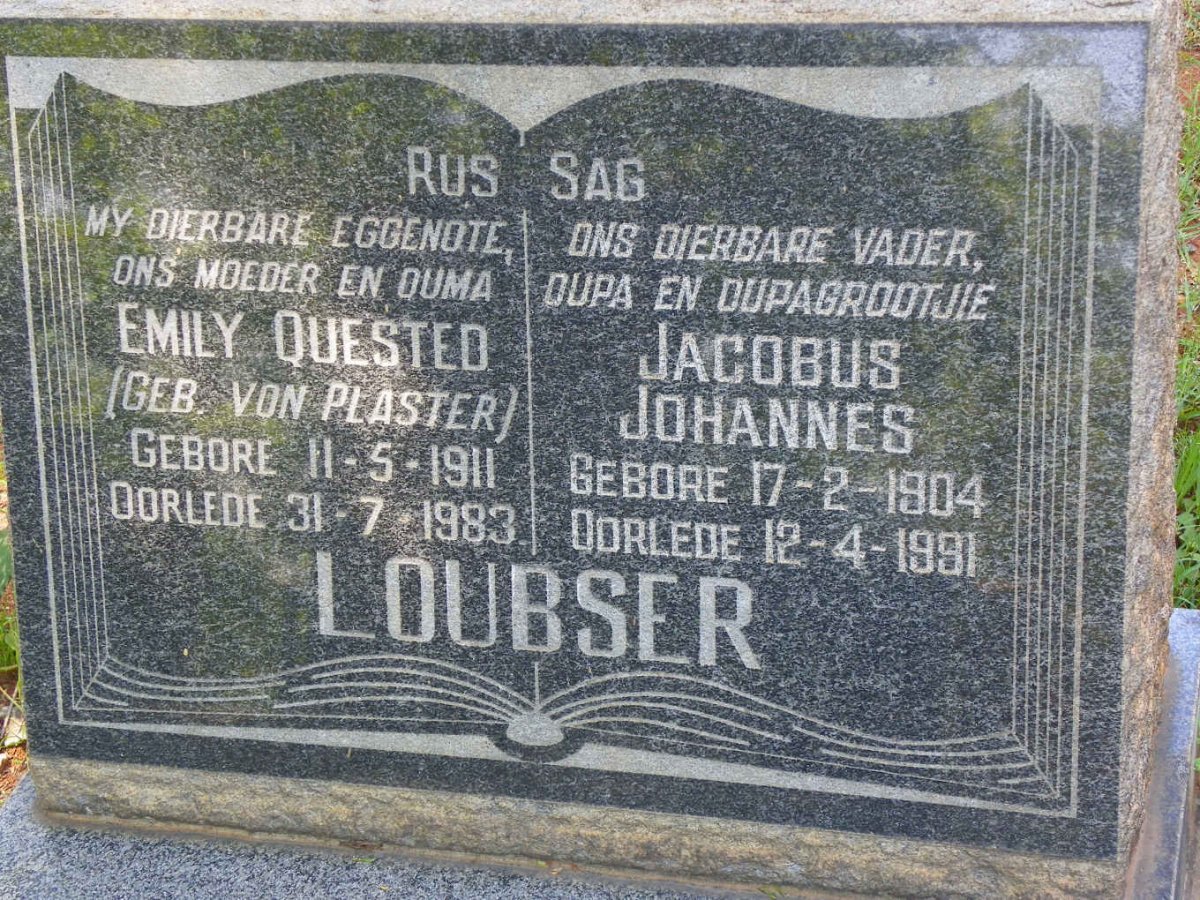 RUS SAG
MY DIERBARE EGGENOTE,
ONS MOEDER EN OUMA
EMILY QUESTED
(GEB. VON PLASTER)
GEBORE 11-5-1911
OORLEDE 31-7-1983
ONS DIERBARE VADER,
OUPA EN OUPAGROOTJIE
JACOBUS
JOHANNES
GEBORE 17-2-1904
OORLEDE 12-4-1991
LOUBSER